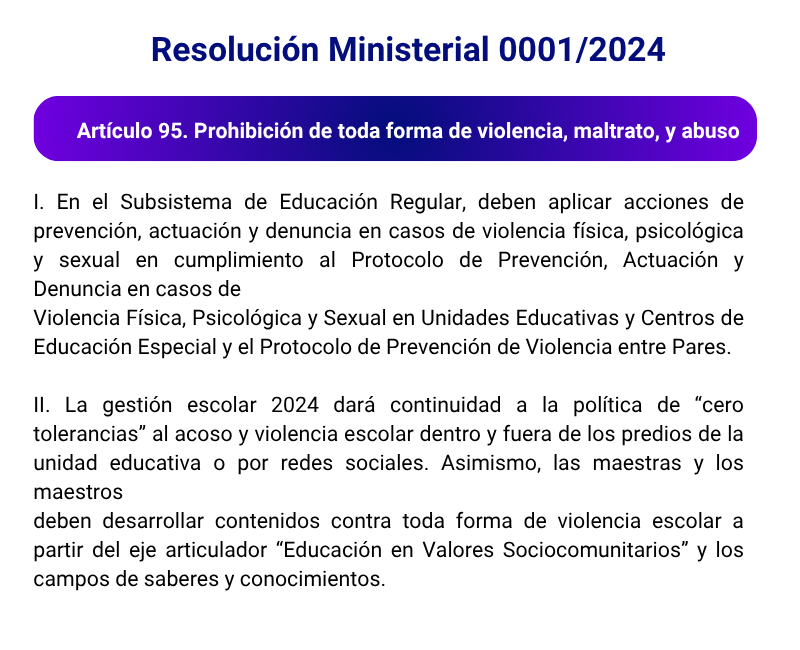 Resolución Ministerial 0001/2024
Artículo 95. Prohibición de toda forma de violencia, maltrato, y abuso
I. En el Subsistema de Educación Regular, deben aplicar acciones de
prevención, actuación y denuncia en casos de violencia física, psicológica
y sexual en cumplimiento al Protocolo de Prevención, Actuación y
Denuncia en casos de
Violencia Física, Psicológica y Sexual en Unidades Educativas y Centros de
Educación Especial y el Protocolo de Prevención de Violencia entre Pares.
II. La gestión escolar 2024 dará continuidad a la política de “cero
tolerancias” al acoso y violencia escolar dentro y fuera de los predios de la
unidad educativa o por redes sociales. Asimismo, las maestras y los
maestros
deben desarrollar contenidos contra toda forma de violencia escolar a
partir del eje articulador “Educación en Valores Sociocomunitarios” y los
campos de saberes y conocimientos.